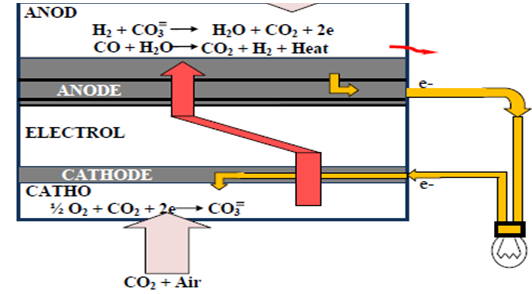 ANOD
H₂ + CO₃⁼ → H₂O + CO₂ + 2e
CO + H₂O → CO₂ + H₂ + Heat
ANODE
e-
ELECTROL
CATHODE
e-
CATHO
½ O₂ + CO₂ + 2e → CO₃⁼
CO₂ + Air